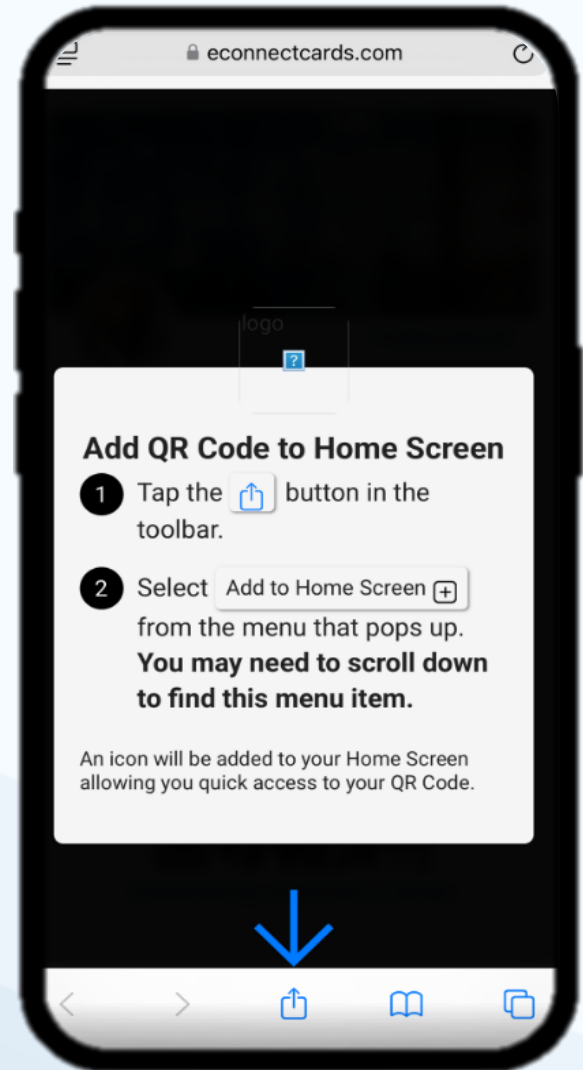 econnectcards.com
logo
?
Add QR Code to Home Screen
1 Tap the button in the
toolbar.
2 Select Add to Home Screen
from the menu that pops up.
You may need to scroll down
to find this menu item.
An icon will be added to your Home Screen
allowing you quick access to your QR Code.